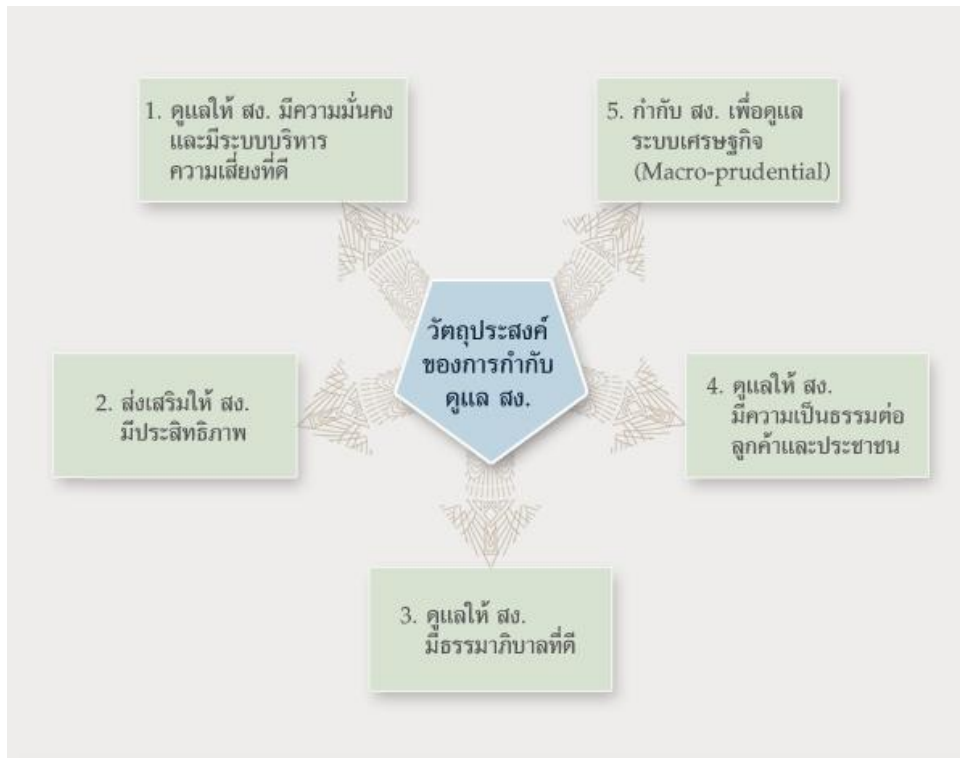 วัตถุประสงค์
ของการกำกับ
ดูแล สง.
1. ดูแลให้ สง. มีความมั่นคง
และมีระบบบริหาร
ความเสี่ยงที่ดี
2. ส่งเสริมให้ สง.
มีประสิทธิภาพ
3. ดูแลให้ สง.
มีธรรมาภิบาลที่ดี
4. ดูแลให้ สง.
มีความเป็นธรรมต่อ
ลูกค้าและประชาชน
5. กำกับ สง. เพื่อดูแล
ระบบเศรษฐกิจ
(Macro-prudential)